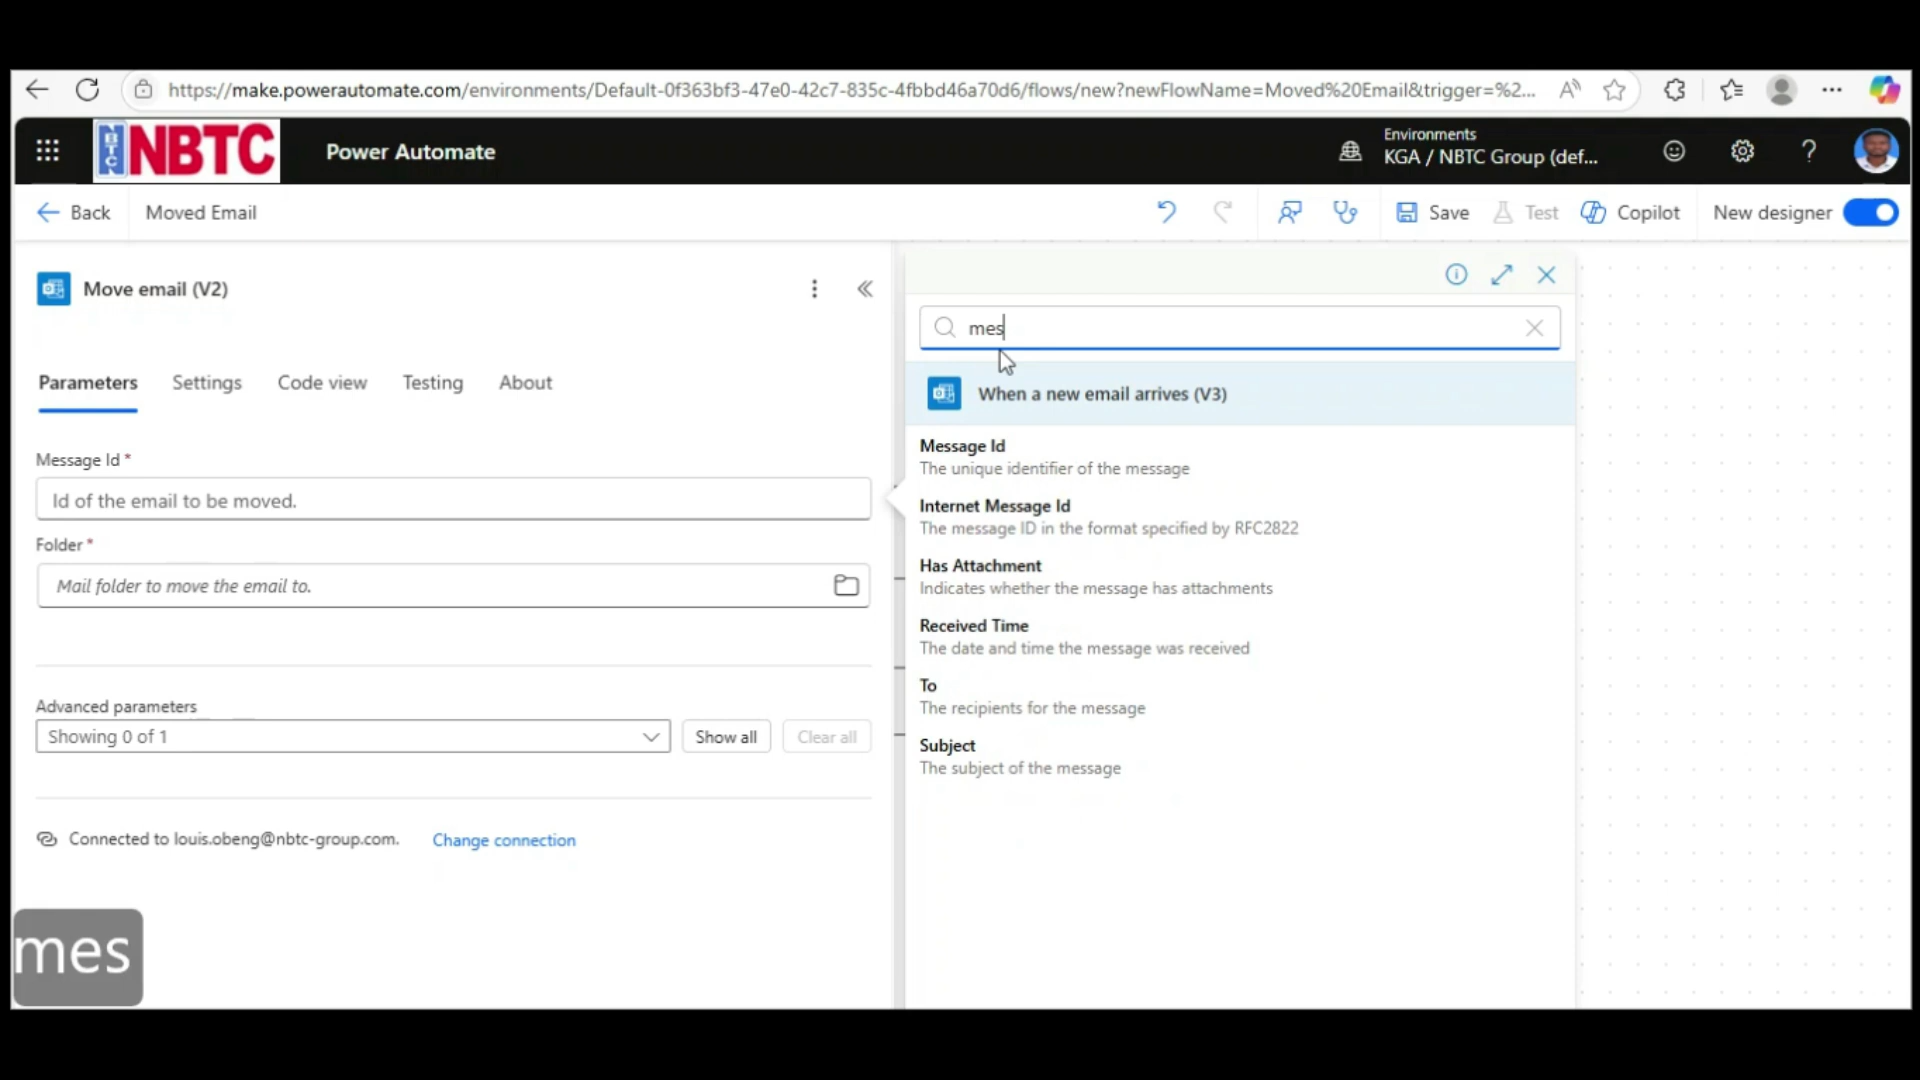 https://make.powerautomate.com/environments/Default-0f363bf3-47e0-42c7-835c-4fbbd46a70d6/flows/new?newFlowName=Moved%20Email&trigger=%2...
NBTC NBTC
Power Automate
Environments
KGA / NBTC Group (def...
Back
Moved Email
Save
Test
Copilot
New designer
Move email (V2)
Parameters
Settings
Code view
Testing
About
Message Id *
Id of the email to be moved.
Folder *
Mail folder to move the email to.
Advanced parameters
Showing 0 of 1
Show all
Clear all
Connected to louis.obeng@nbtc-group.com.
Change connection
mes
When a new email arrives (V3)
Message Id
The unique identifier of the message
Internet Message Id
The message ID in the format specified by RFC2822
Has Attachment
Indicates whether the message has attachments
Received Time
The date and time the message was received
To
The recipients for the message
Subject
The subject of the message
mes